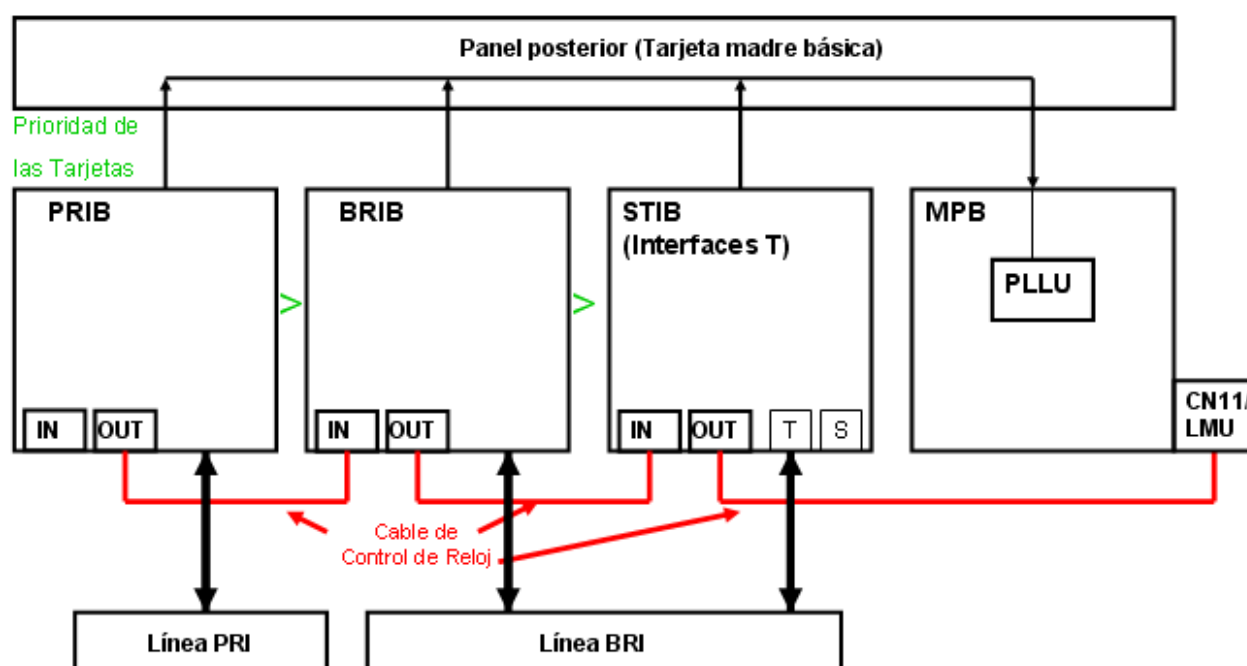 Panel posterior (Tarjeta madre básica)
Prioridad de
las Tarjetas
PRIB
BRIB
STIB
(Interfaces T)
MPB
PLLU
>
>
IN
OUT
IN
OUT
IN
OUT
T
S
CN11/
LMU
Cable de
Control de Reloj
Línea PRI
Línea BRI